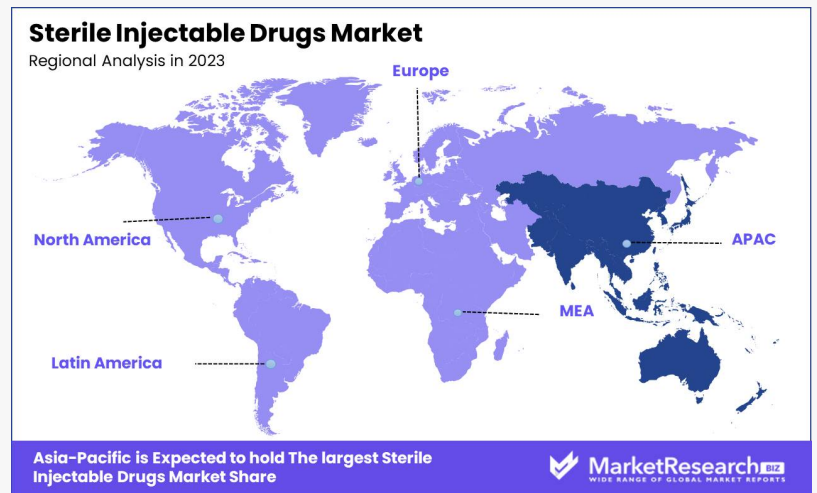 Sterile Injectable Drugs Market
Regional Analysis in 2023
Europe
North America
APAC
MEA
Latin America
Asia-Pacific is Expected to hold The largest Sterile
Injectable Drugs Market Share
MarketResearch BIZ
WIDE RANGE OF GLOBAL MARKET REPORTS